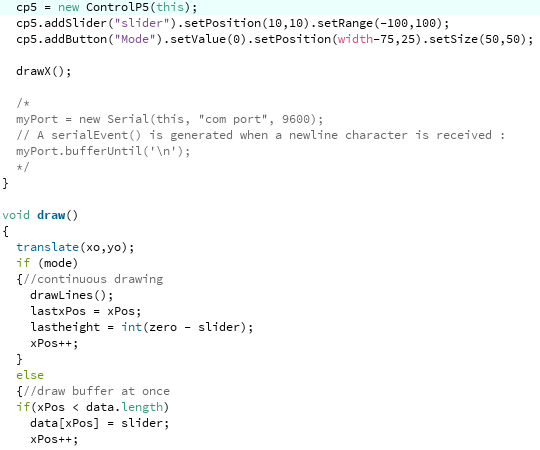 cp5 = new ControlP5(this);
cp5.addSlider("slider").setPosition(10,10).setRange(-100,100);
cp5.addButton("Mode").setValue(0).setPosition(width-75,25).setSize(50,50);
drawX();
/*
myPort = new Serial(this, "com port", 9600);
// A serialEvent() is generated when a newline character is received :
myPort.bufferUntil('\n');
*/
}
void draw()
{
translate(xo,yo);
if (mode)
{//continuous drawing
drawLines();
lastxPos = xPos;
lastheight = int(zero - slider);
xPos++;
}
else
{//draw buffer at once
if(xPos < data.length)
data[xPos] = slider;
xPos++;